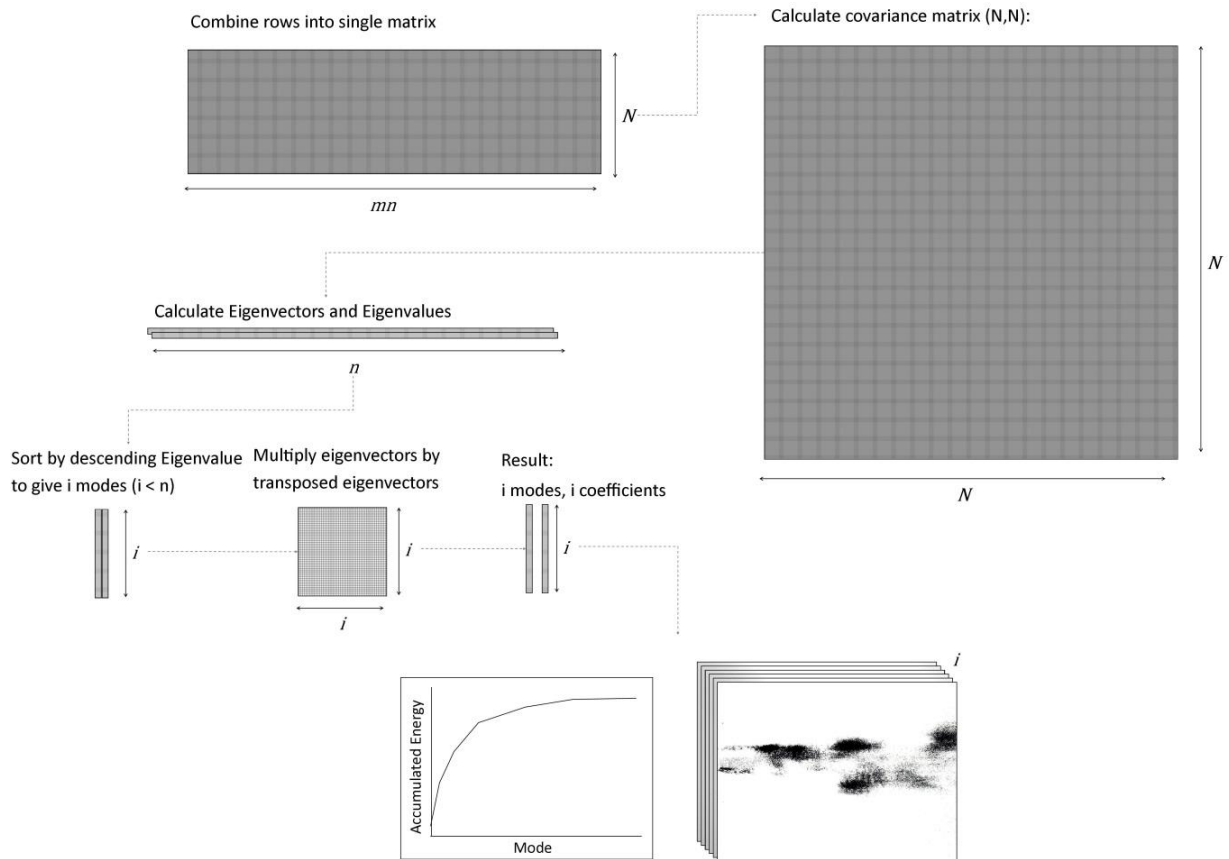 Combine rows into single matrix
Calculate covariance matrix (N,N):
N
mn
N
Calculate Eigenvectors and Eigenvalues
n
N
Sort by descending Eigenvalue
to give i modes (i < n)
Multiply eigenvectors by
transposed eigenvectors
Result:
i modes, i coefficients
i
i
i
i
i
Accumulated Energy
Mode